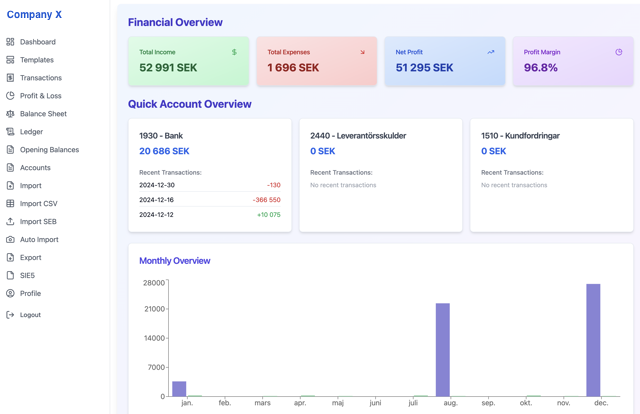 Company X
Dashboard
Templates
Transactions
Profit & Loss
Balance Sheet
Ledger
Opening Balances
Accounts
Import
Import CSV
Import SEB
Auto Import
Export
SIE5
Profile
Logout
Financial Overview
Total Income $
52 991 SEK
Total Expenses
1 696 SEK
Net Profit
51 295 SEK
Profit Margin
96.8%
Quick Account Overview
1930 - Bank
20 686 SEK
Recent Transactions:
2024-12-30 -130
2024-12-16 -366 550
2024-12-12 +10 075
2440 - Leverantörsskulder
0 SEK
Recent Transactions:
No recent transactions
1510 - Kundfordringar
0 SEK
Recent Transactions:
No recent transactions
Monthly Overview
28000
21000
14000
7000
0
jan. feb. mars apr. maj juni juli aug. sep. okt. nov. dec.